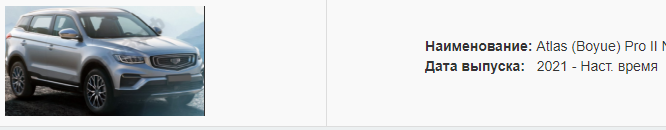 Наименование: Atlas (Boyue) Pro II
Дата выпуска: 2021 - Наст. время